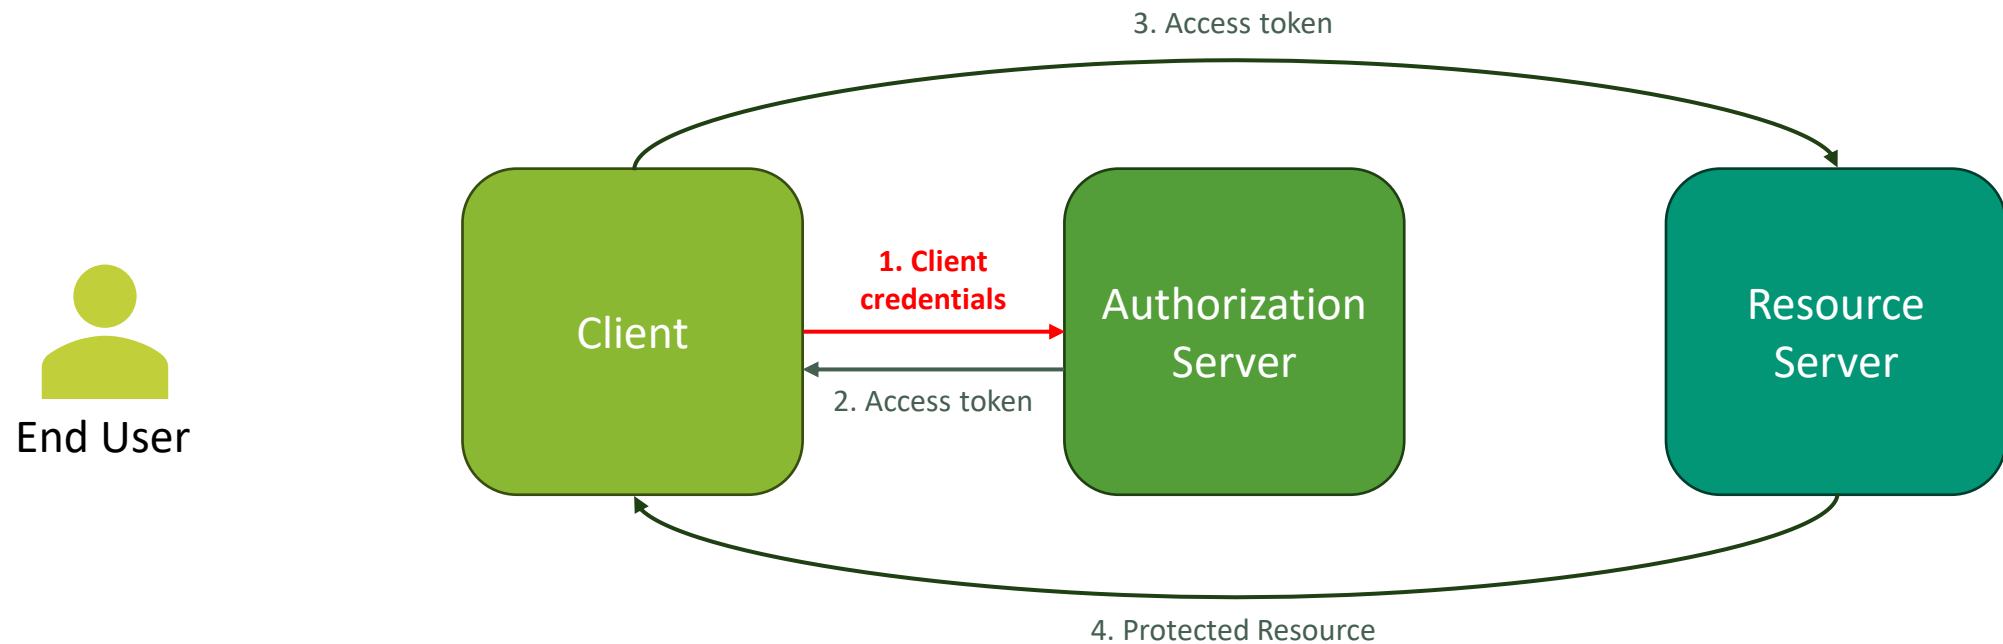 3. Access token
1. Client
credentials
Client
Authorization
Server
Resource
Server
2. Access token
End User
4. Protected Resource